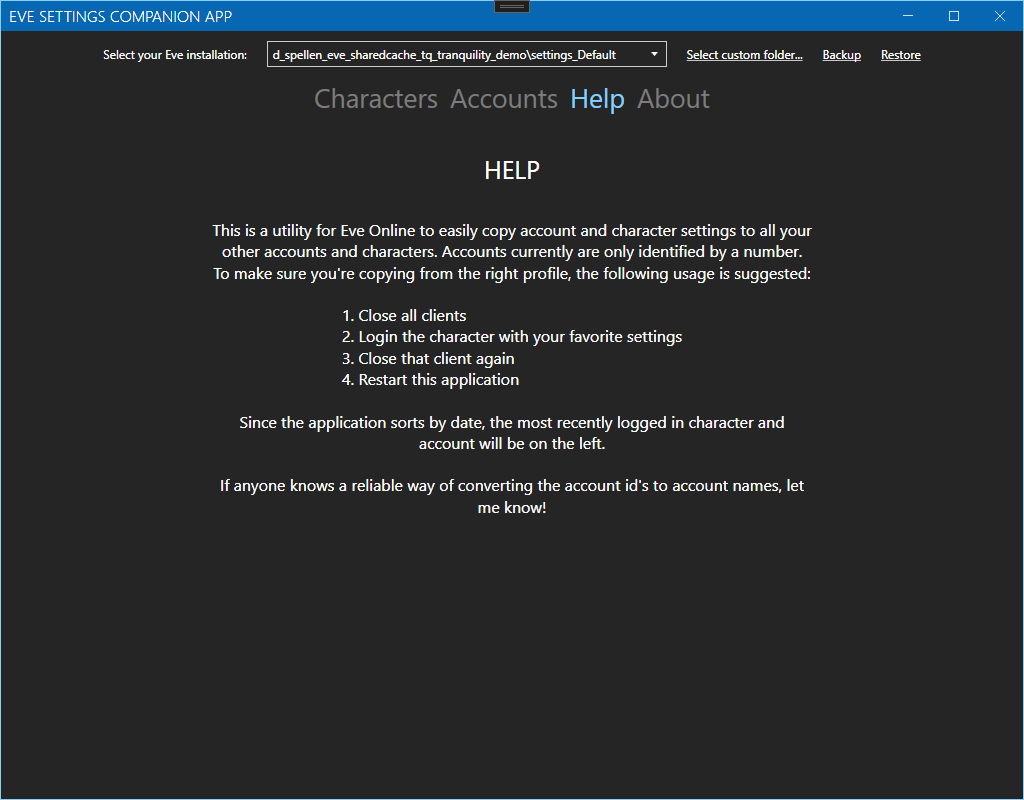 EVE SETTINGS COMPANION APP
Select your Eve installation: d_spellen_eve_sharedcache_tq_tranquility_demo\settings_Default Select custom folder... Backup Restore
Characters Accounts Help About
HELP
This is a utility for Eve Online to easily copy account and character settings to all your
other accounts and characters. Accounts currently are only identified by a number.
To make sure you're copying from the right profile, the following usage is suggested:
1. Close all clients
2. Login the character with your favorite settings
3. Close that client again
4. Restart this application
Since the application sorts by date, the most recently logged in character and
account will be on the left.
If anyone knows a reliable way of converting the account id's to account names, let
me know!